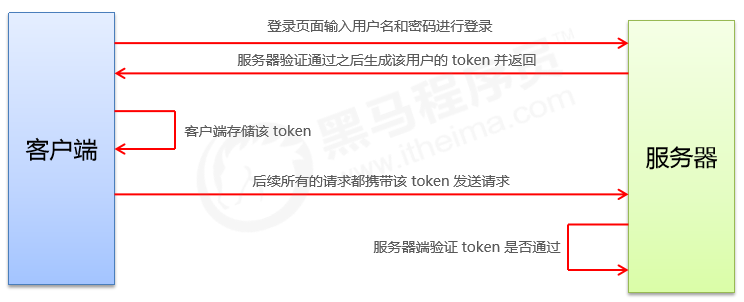 登录页面输入用户名和密码进行登录
服务器验证通过之后生成该用户的 token 并返回
客户端存储该 token
客户端
后续所有的请求都携带该 token 发送请求
服务器
服务器端验证 token 是否通过
黑马程序员
www.itheima.com